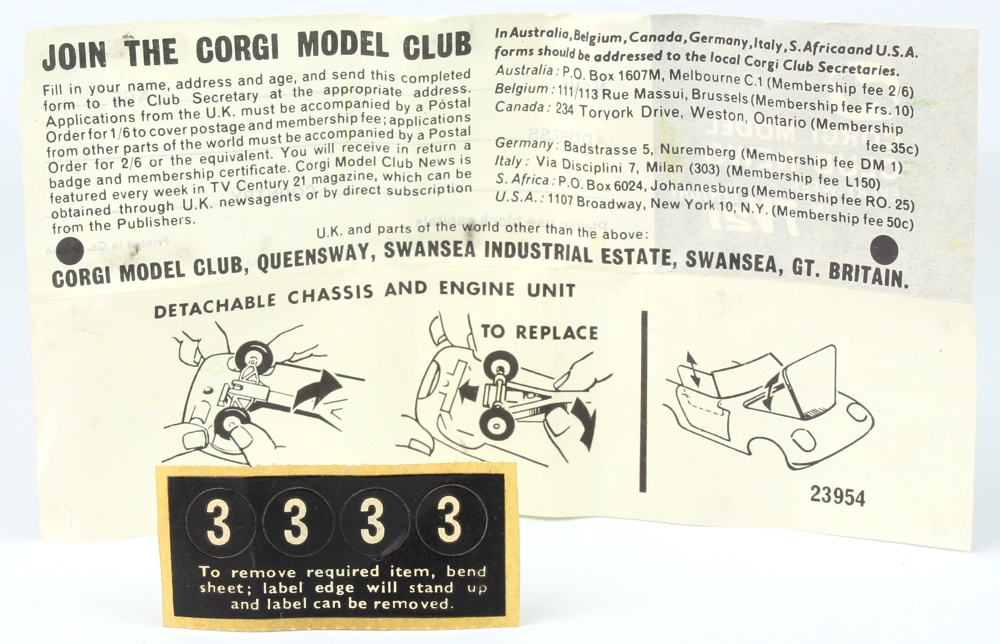 JOIN THE CORGI MODEL CLUB
Fill in your name, address and age, and send this completed
form to the Club Secretary at the appropriate address.
Applications from the U.K. must be accompanied by a Postal
Order for 1/6 to cover postage and membership fee; applications
from other parts of the world must be accompanied by a Postal
Order for 2/6 or the equivalent. You will receive in return a
badge and membership certificate. Corgi Model Club News is
featured every week in TV Century 21 magazine, which can be
obtained through U.K. newsagents or by direct subscription
from the Publishers.
In Australia, Belgium, Canada, Germany, Italy, S. Africa and U.S.A.
forms should be addressed to the local Corgi Club Secretaries.
Australia: P.O. Box 1607M, Melbourne C.1 (Membership fee 2/6)
Belgium: 111/113 Rue Massui, Brussels (Membership fee Frs. 10)
Canada: 234 Toryork Drive, Weston, Ontario (Membership
fee 35c)
Germany: Badstrasse 5, Nuremberg (Membership fee DM 1)
Italy: Via Disciplini 7, Milan (303) (Membership fee L150)
S. Africa: P.O. Box 6024, Johannesburg (Membership fee RO. 25)
U.S.A.: 1107 Broadway, New York 10, N.Y. (Membership fee 50c)
U.K. and parts of the world other than the above:
CORGI MODEL CLUB, QUEENSWAY, SWANSEA INDUSTRIAL ESTATE, SWANSEA, GT. BRITAIN.
DETACHABLE CHASSIS AND ENGINE UNIT
TO REPLACE
23954
3 3 3 3
To remove required item, bend
sheet; label edge will stand up
and label can be removed.